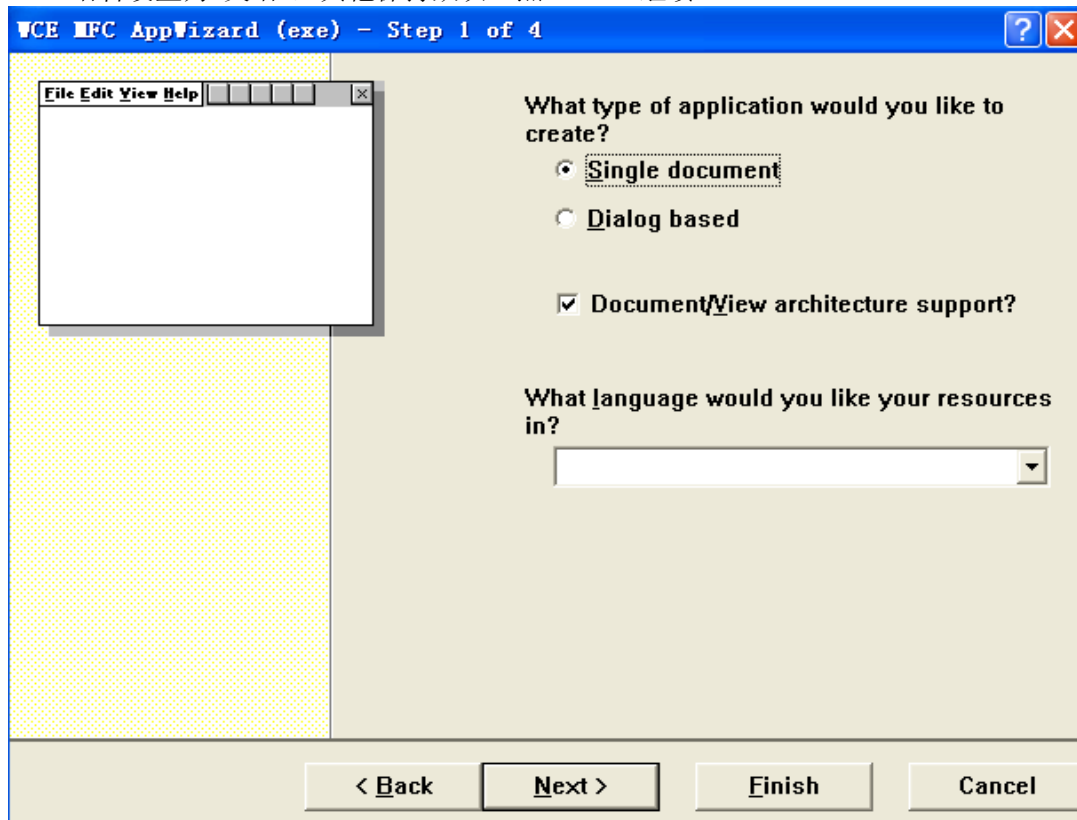 WCE MFC AppWizard (exe) - Step 1 of 4
File Edit View Help
What type of application would you like to
create?
Single document
Dialog based
Document/View architecture support?
What language would you like your resources
in?
< Back
Next >
Finish
Cancel